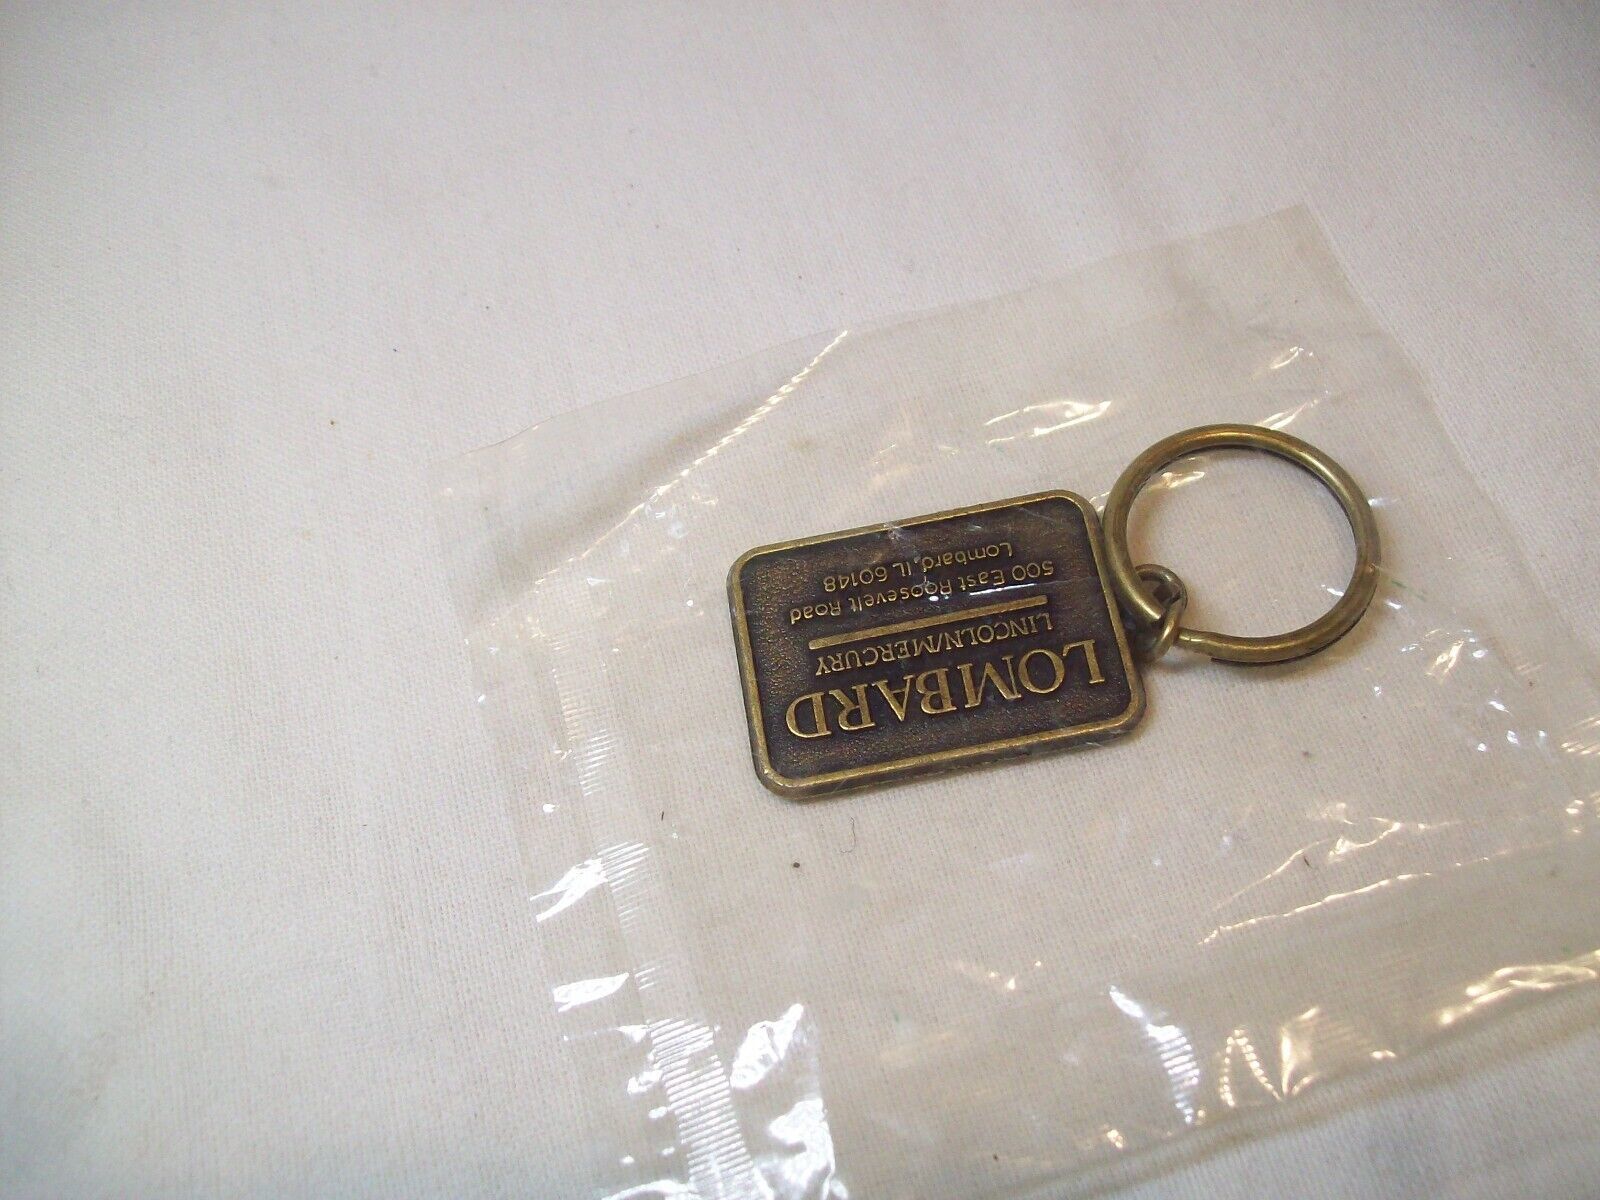 LOMBARD
LINCOLN/MERCURY
500 East Roosevelt Road
Lombard, IL 60148